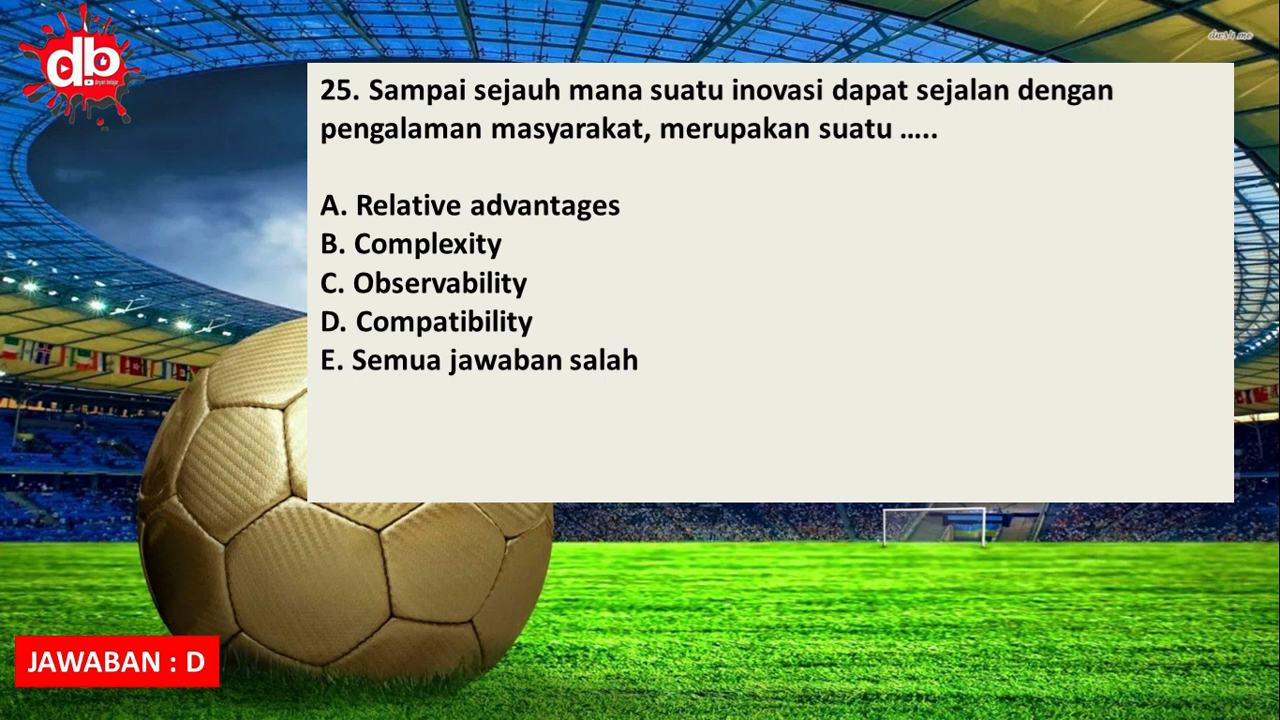 db
25. Sampai sejauh mana suatu inovasi dapat sejalan dengan
pengalaman masyarakat, merupakan suatu …..
A. Relative advantages
B. Complexity
C. Observability
D. Compatibility
E. Semua jawaban salah
JAWABAN : D